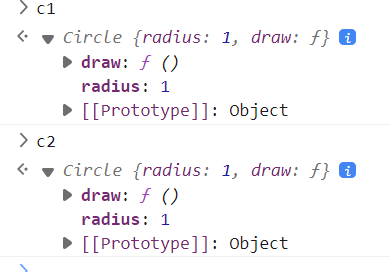 c1
Circle {radius: 1, draw: ƒ} i
draw: ƒ ()
radius: 1
[[Prototype]]: Object
c2
Circle {radius: 1, draw: ƒ} i
draw: ƒ ()
radius: 1
[[Prototype]]: Object